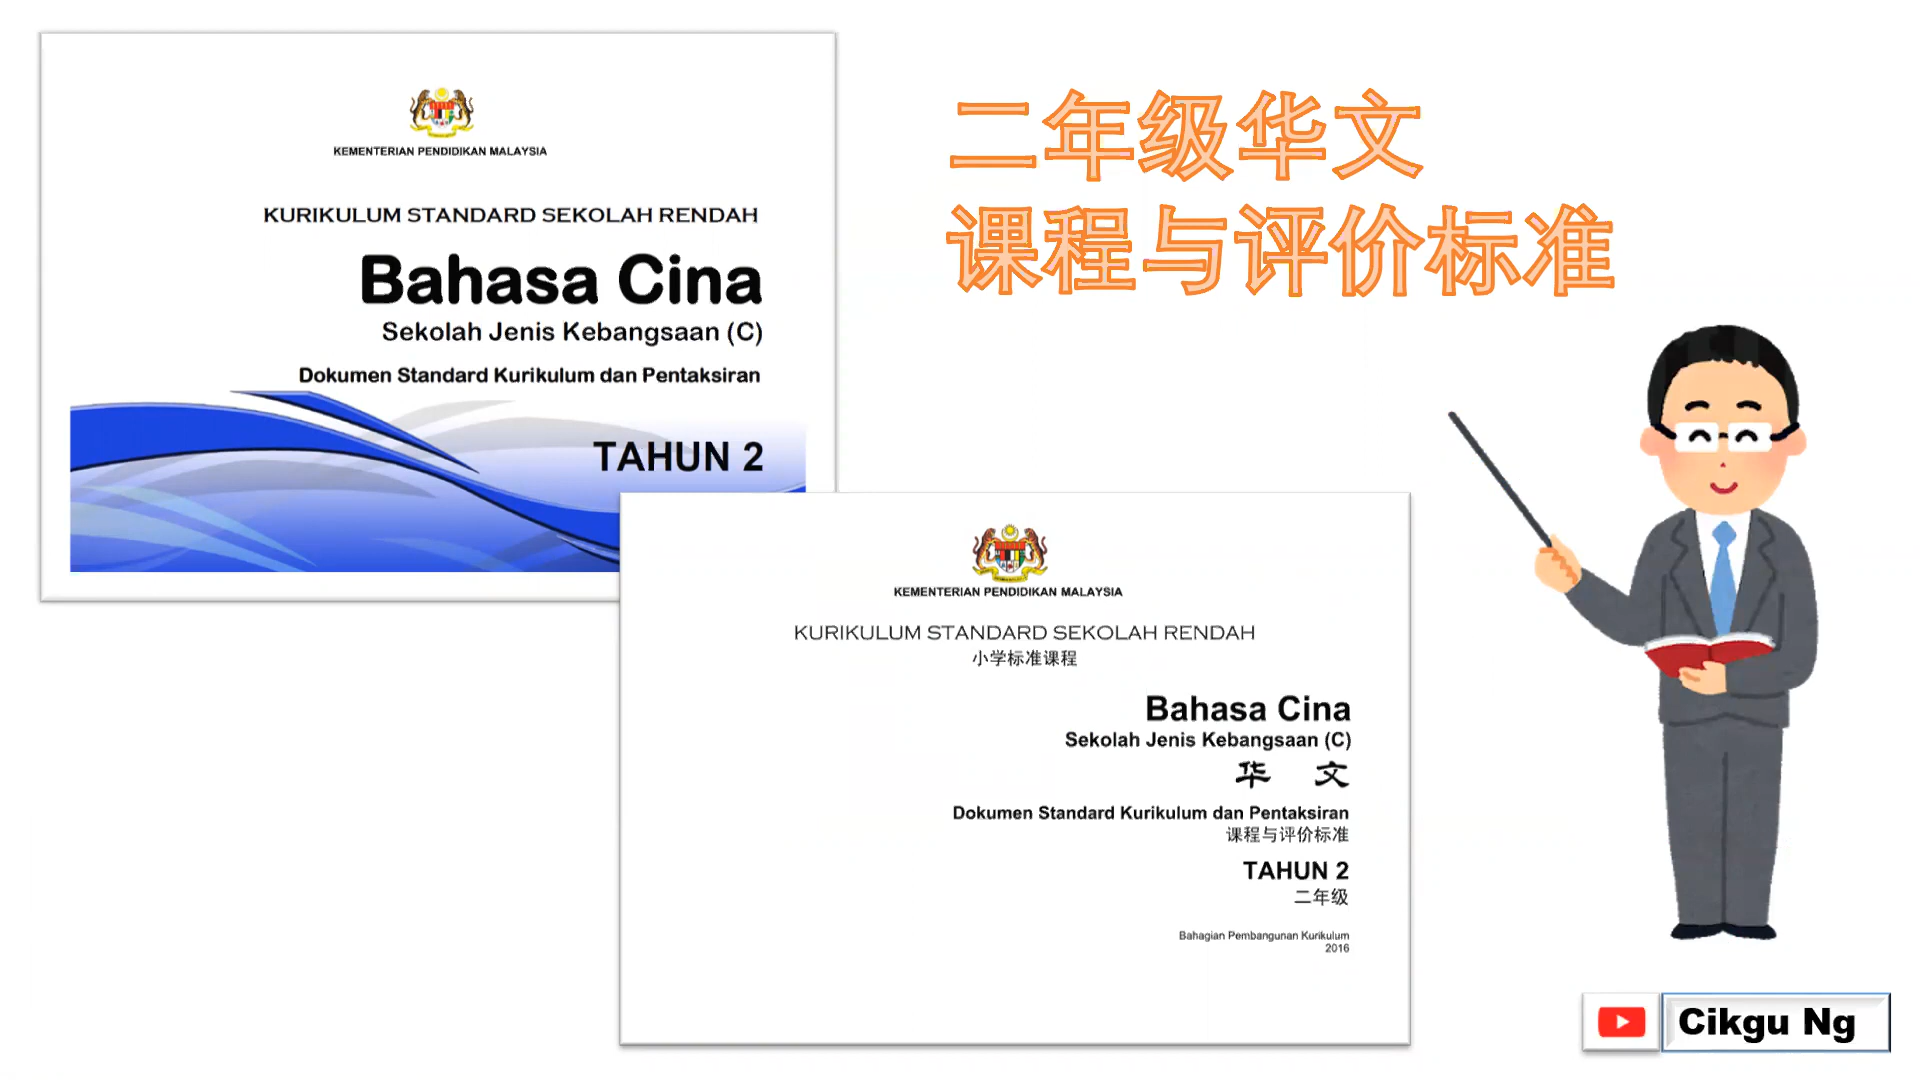 KEMENTERIAN PENDIDIKAN MALAYSIA
KURIKULUM STANDARD SEKOLAH RENDAH
Bahasa Cina
Sekolah Jenis Kebangsaan (C)
Dokumen Standard Kurikulum dan Pentaksiran
TAHUN 2
二年级华文
课程与评价标准
KEMENTERIAN PENDIDIKAN MALAYSIA
KURIKULUM STANDARD SEKOLAH RENDAH
小学标准课程
Bahasa Cina
Sekolah Jenis Kebangsaan (C)
华 文
Dokumen Standard Kurikulum dan Pentaksiran
课程与评价标准
TAHUN 2
二年级
Bahagian Pembangunan Kurikulum
2016
Cikgu Ng